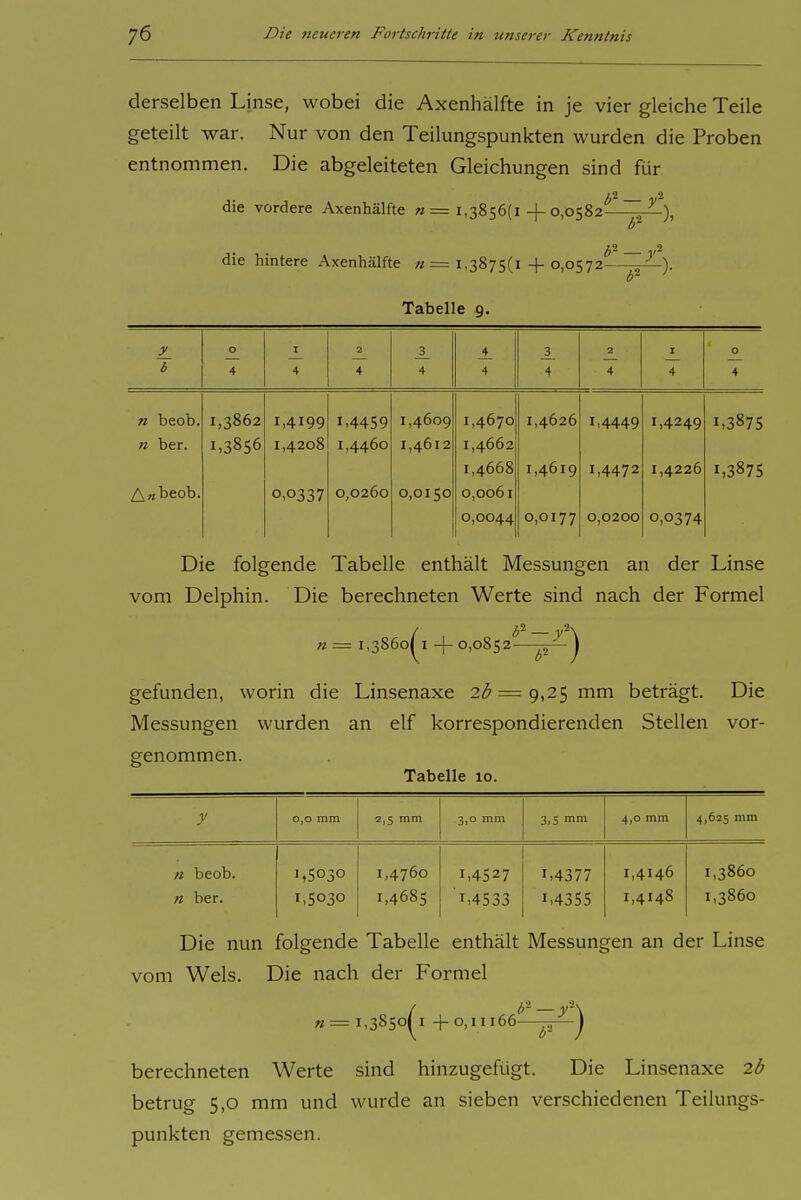 76 Die neueren Fortschritte in unserer Kenntnis
derselben Linse, wobei die Axenhälfte in je vier gleiche Teile
geteilt war. Nur von den Teilungspunkten wurden die Proben
entnommen. Die abgeleiteten Gleichungen sind für
die vordere Axenhälfte n = 1,3856(1 + 0,0582 (b² — y²)/b²),
die hintere Axenhälfte n = 1,3875(1 + 0,0572 (b² — y²)/b²).
Tabelle 9.
y/b 0/4 1/4 2/4 3/4 4/4 3/4 2/4 1/4 0/4
n beob. 1,3862 1,4199 1,4459 1,4609 1,4670 1,4626 1,4449 1,4249 1,3875
n ber. 1,3856 1,4208 1,4460 1,4612 1,4662
1,4668 1,4619 1,4472 1,4226 1,3875
△n beob. 0,0337 0,0260 0,0150 0,0061
0,0044 0,0177 0,0200 0,0374
Die folgende Tabelle enthält Messungen an der Linse
vom Delphin. Die berechneten Werte sind nach der Formel
n = 1,3860(1 + 0,0852 (b² — y²)/b²)
gefunden, worin die Linsenaxe 2b = 9,25 mm beträgt. Die
Messungen wurden an elf korrespondierenden Stellen vor-
genommen.
Tabelle 10.
y 0,0 mm 2,5 mm 3,0 mm 3,5 mm 4,0 mm 4,625 mm
n beob. 1,5030 1,4760 1,4527 1,4377 1,4146 1,3860
n ber. 1,5030 1,4685 1,4533 1,4355 1,4148 1,3860
Die nun folgende Tabelle enthält Messungen an der Linse
vom Wels. Die nach der Formel
n = 1,3850(1 + 0,11166 (b² — y²)/b²)
berechneten Werte sind hinzugefügt. Die Linsenaxe 2b
betrug 5,0 mm und wurde an sieben verschiedenen Teilungs-
punkten gemessen.